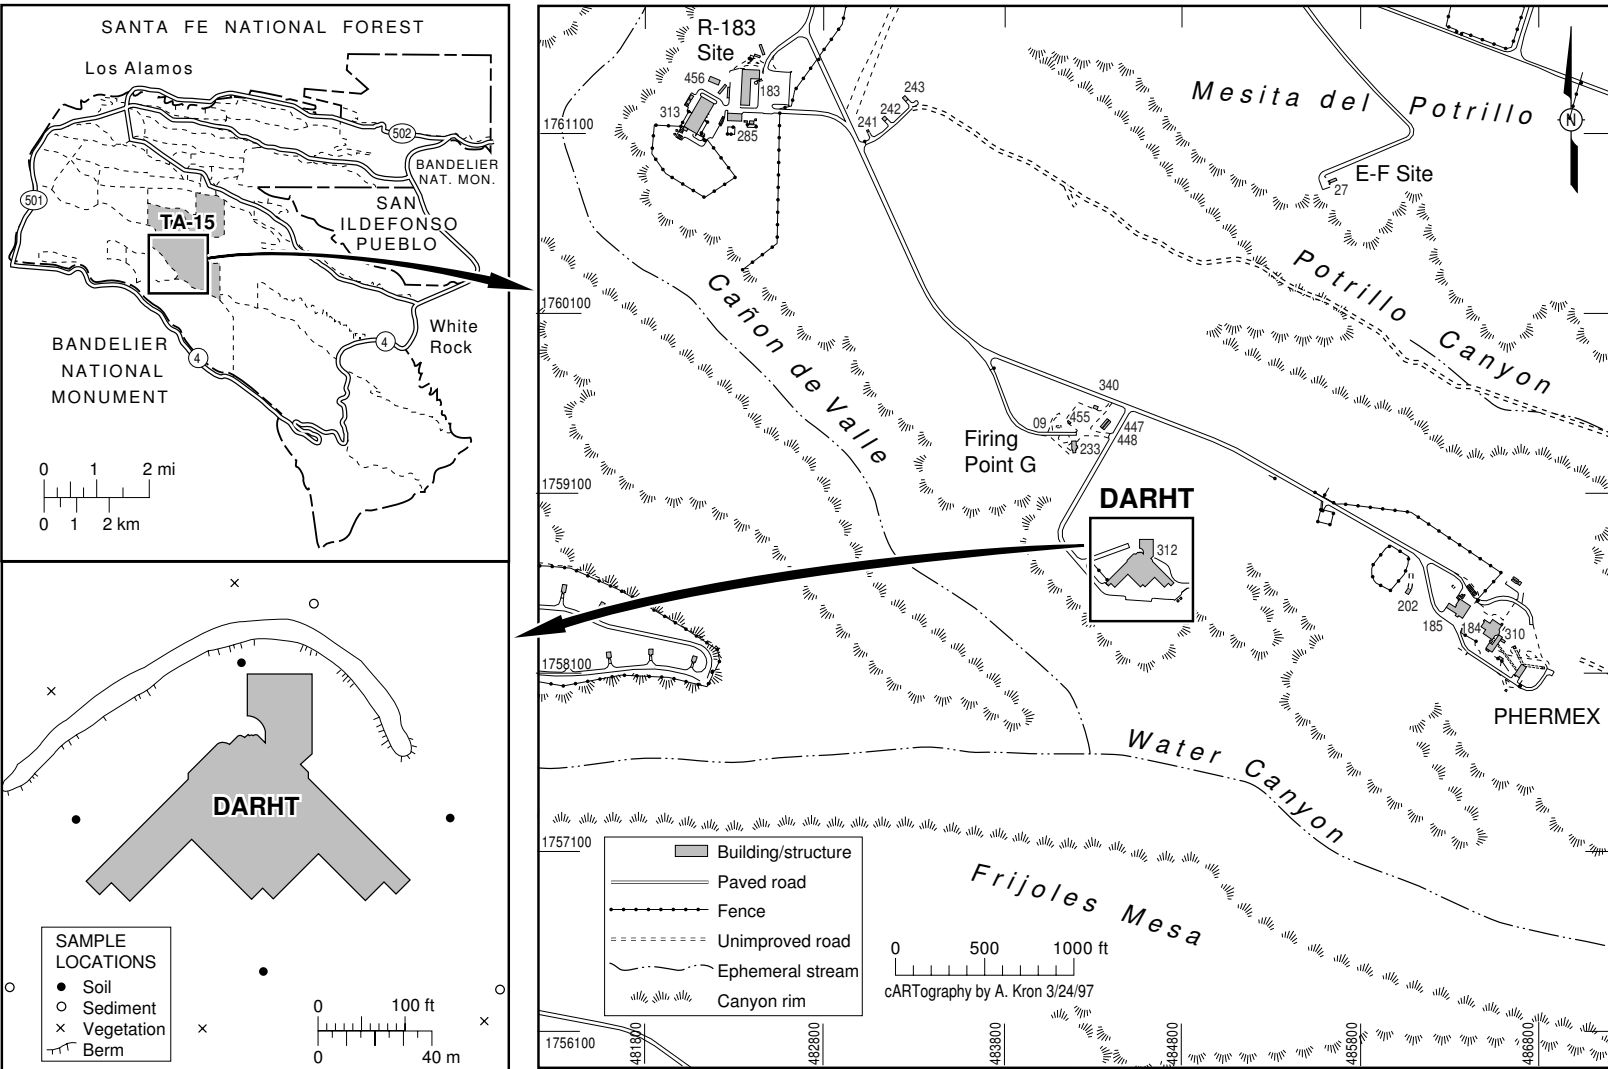 SANTA FE NATIONAL FOREST
Los Alamos
502
BANDELIER
NAT. MON.
501
SAN
ILDEFONSO
PUEBLO
TA-15
White
Rock
4
4
BANDELIER
NATIONAL
MONUMENT
0 1 2 mi
0 1 2 km
DARHT
SAMPLE
LOCATIONS
Soil
Sediment
Vegetation
Berm
0 100 ft
0 40 m
R-183
Site
456
183
313
285
243
242
241
1761100
Mesita del Potrillo
N
E-F Site
27
1760100
Cañon de Valle
Potrillo Canyon
340
09
455
447
448
233
Firing
Point G
1759100
DARHT
312
202
185
184
310
1758100
PHERMEX
Water Canyon
1757100
Frijoles Mesa
Building/structure
Paved road
Fence
Unimproved road
Ephemeral stream
Canyon rim
0 500 1000 ft
cARTography by A. Kron 3/24/97
1756100
481800
482800
483800
484800
485800
486800